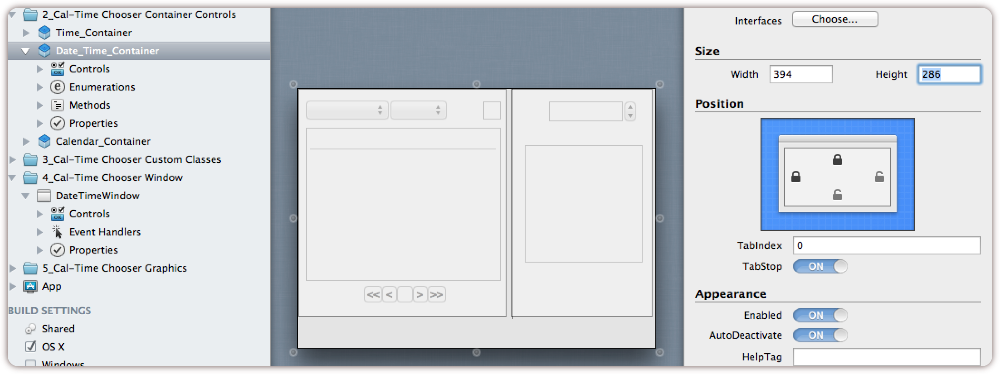 2_Cal-Time Chooser Container Controls
Time_Container
Date_Time_Container
Controls
Enumerations
Methods
Properties
Calendar_Container
3_Cal-Time Chooser Custom Classes
4_Cal-Time Chooser Window
DateTimeWindow
Controls
Event Handlers
Properties
5_Cal-Time Chooser Graphics
App
BUILD SETTINGS
Shared
OS X
Windows
<< < > >>
Interfaces Choose...
Size
Width 394 Height 286
Position
TabIndex 0
TabStop ON
Appearance
Enabled ON
AutoDeactivate ON
HelpTag